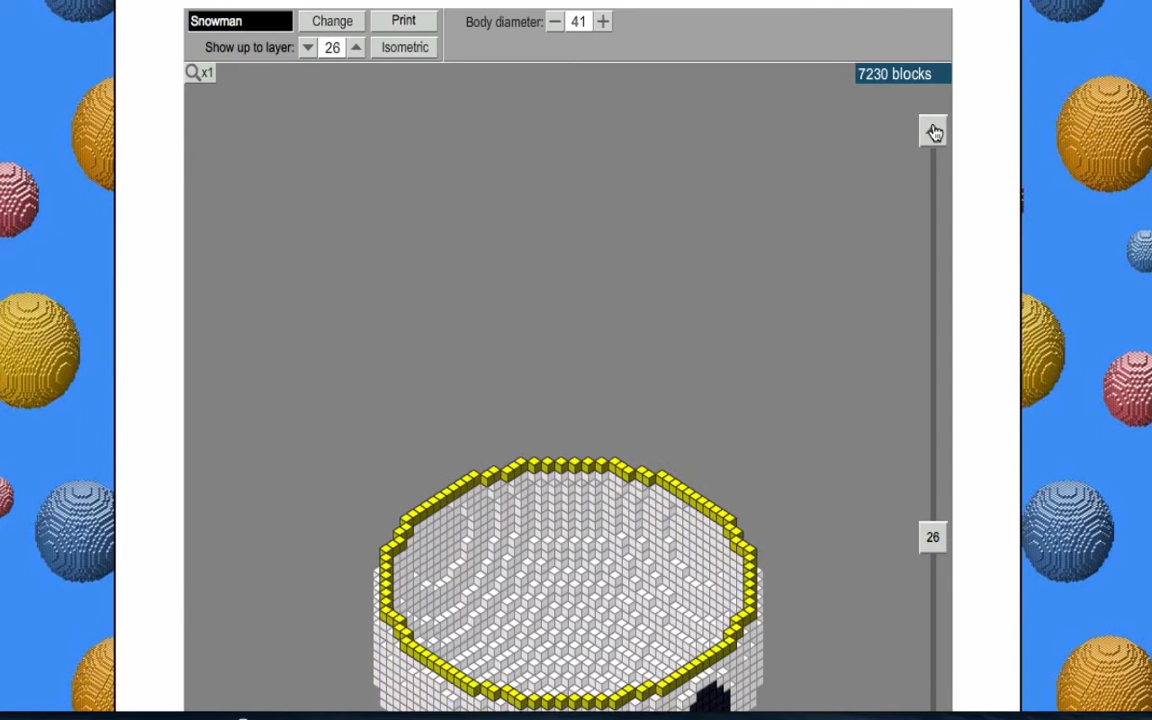 Snowman Change Print Body diameter: 41
Show up to layer: 26 Isometric
x1 7230 blocks
26